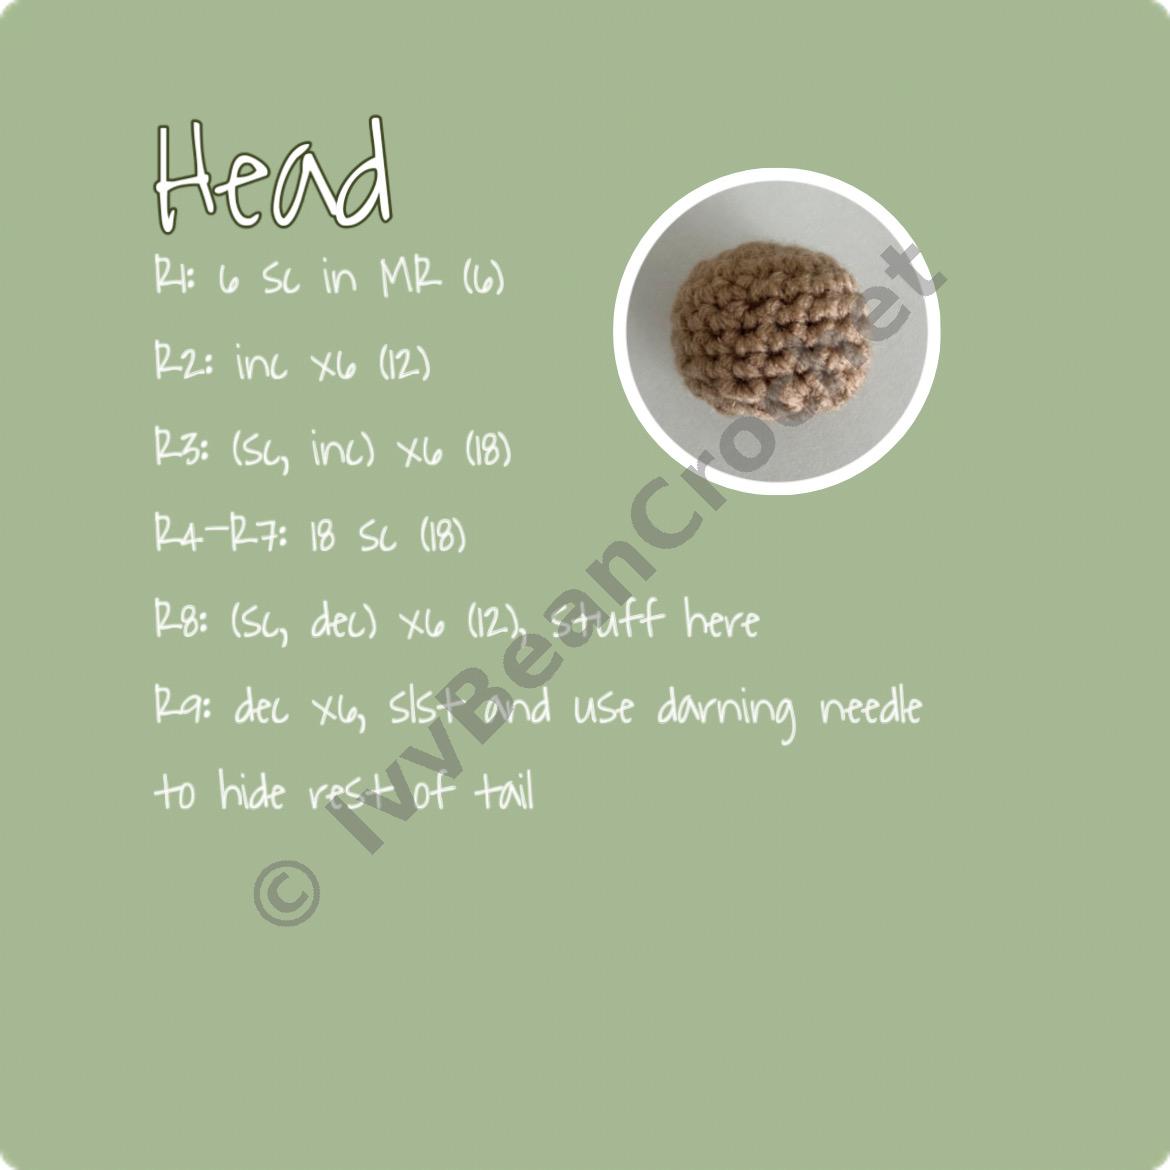 Head
R1: 6 sc in MR (6)
R2: inc x6 (12)
R3: (sc, inc) x6 (18)
R4-R7: 18 sc (18)
R8: (sc, dec) x6 (12), stuff here
R9: dec x6, slst and use darning needle
to hide rest of tail
© IvvBeanCrochet